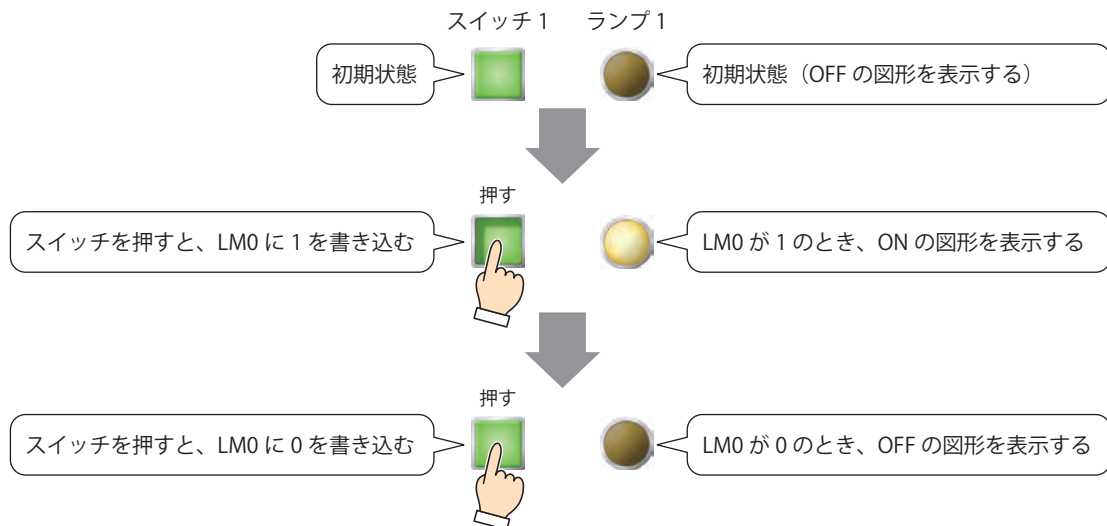 スイッチ 1
ランプ 1
初期状態
初期状態（OFF の図形を表示する）
押す
スイッチを押すと、LM0 に 1 を書き込む
LM0 が 1 のとき、ON の図形を表示する
押す
スイッチを押すと、LM0 に 0 を書き込む
LM0 が 0 のとき、OFF の図形を表示する